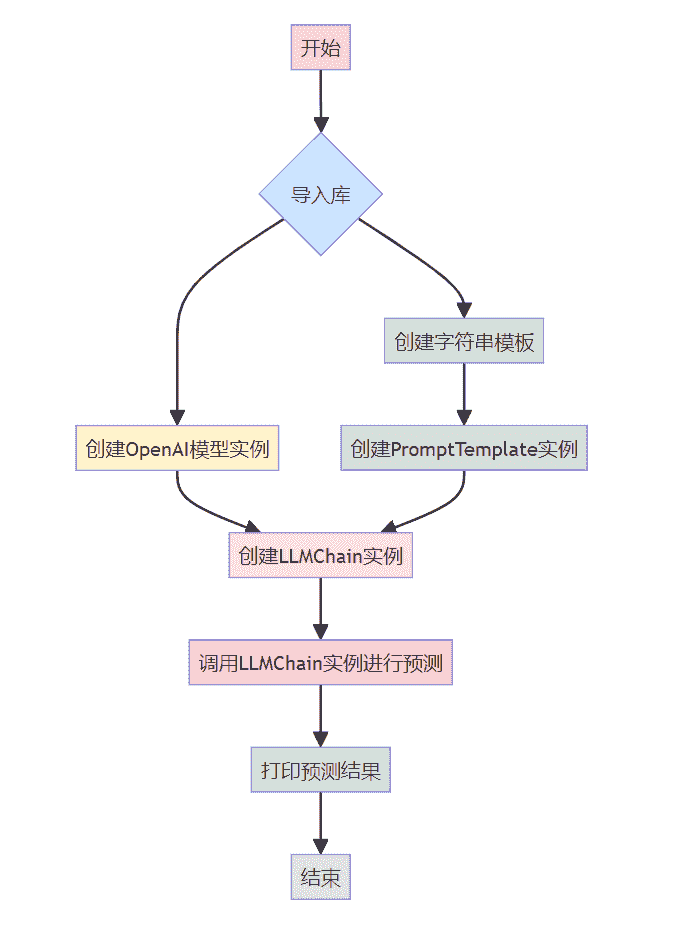 开始
导入库
创建字符串模板
创建OpenAI模型实例
创建PromptTemplate实例
创建LLMChain实例
调用LLMChain实例进行预测
打印预测结果
结束